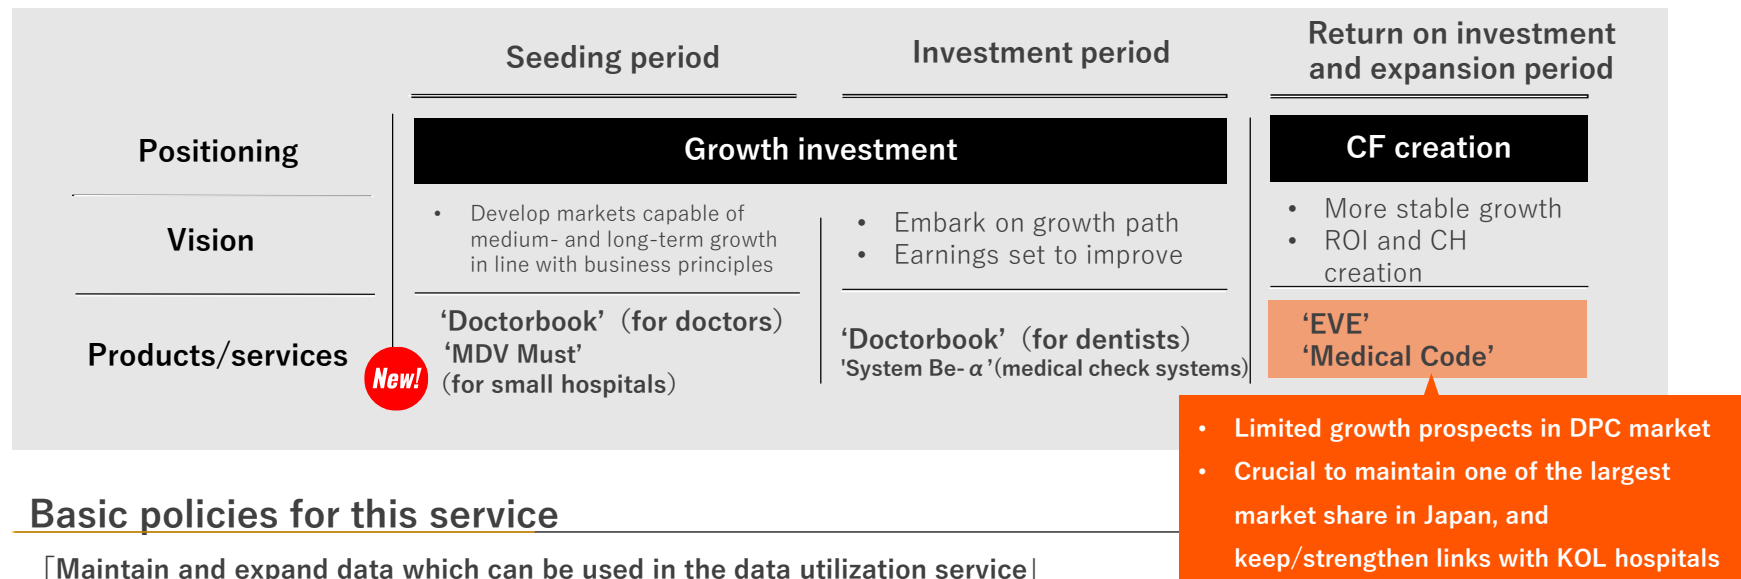 Seeding period
Investment period
Return on investment
and expansion period
Positioning
Growth investment
CF creation
Vision
• Develop markets capable of
medium- and long-term growth
in line with business principles
• Embark on growth path
• Earnings set to improve
• More stable growth
• ROI and CH
creation
Products/services
New!
‘Doctorbook’（for doctors）
‘MDV Must’
（for small hospitals）
‘Doctorbook’（for dentists）
'System Be-α’(medical check systems)
‘EVE’
‘Medical Code’
• Limited growth prospects in DPC market
• Crucial to maintain one of the largest
market share in Japan, and
keep/strengthen links with KOL hospitals
Basic policies for this service
「Maintain and expand data which can be used in the data utilization service」